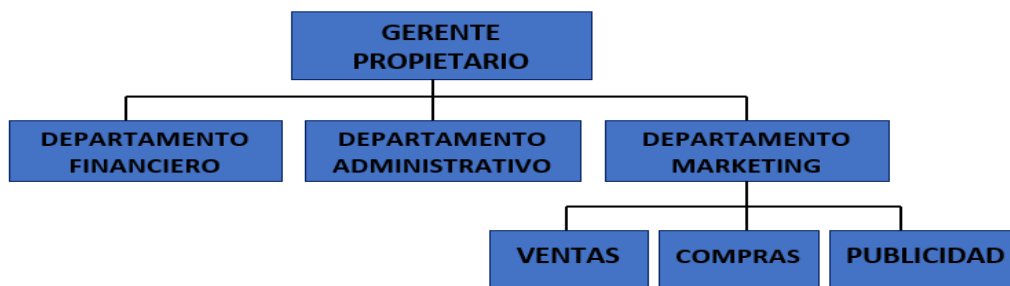 GERENTE
PROPIETARIO
DEPARTAMENTO
FINANCIERO
DEPARTAMENTO
ADMINISTRATIVO
DEPARTAMENTO
MARKETING
VENTAS
COMPRAS
PUBLICIDAD